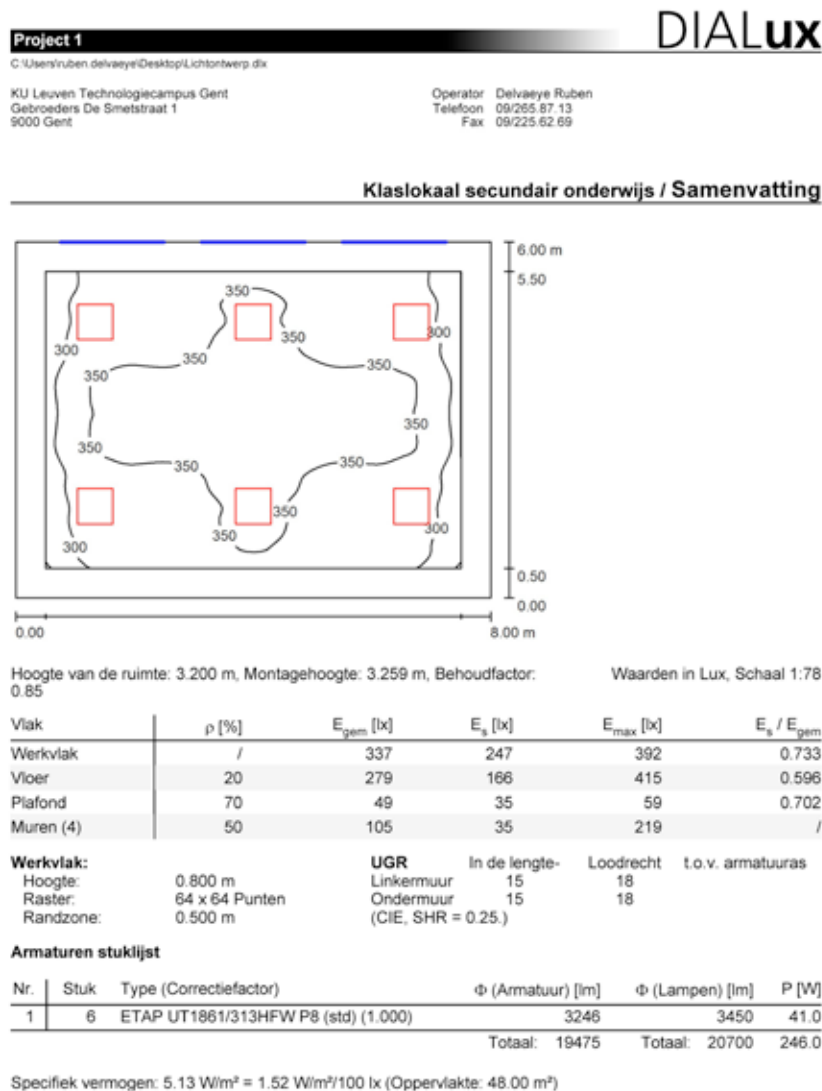 DIALux
Project 1
C:\Users\ruben.delvaeye\Desktop\Lichtontwerp.dlx
KU Leuven Technologiecampus Gent
Gebroeders De Smetstraat 1
9000 Gent
Operator Delvaeye Ruben
Telefoon 09/265.87.13
Fax 09/225.62.69
Klaslokaal secundair onderwijs / Samenvatting
6.00 m
5.50
350
350
300
300
350
350
350
350
350
350
350
350
350
300
300
0.50
0.00
0.00 8.00 m
Hoogte van de ruimte: 3.200 m, Montagehoogte: 3.259 m, Behoudfactor: 0.85
Waarden in Lux, Schaal 1:78
Vlak ρ [%] Egem [lx] Es [lx] Emax [lx] Es / Egem
Werkvlak / 337 247 392 0.733
Vloer 20 279 166 415 0.596
Plafond 70 49 35 59 0.702
Muren (4) 50 105 35 219 /
Werkvlak:
Hoogte: 0.800 m
Raster: 64 x 64 Punten
Randzone: 0.500 m
UGR In de lengte- Loodrecht t.o.v. armatuuras
Linkermuur 15 18
Ondermuur 15 18
(CIE, SHR = 0.25.)
Armaturen stuklijst
Nr. Stuk Type (Correctiefactor) Φ (Armatuur) [lm] Φ (Lampen) [lm] P [W]
1 6 ETAP UT1861/313HFW P8 (std) (1.000) 3246 3450 41.0
Totaal: 19475 Totaal: 20700 246.0
Specifiek vermogen: 5.13 W/m² = 1.52 W/m²/100 lx (Oppervlakte: 48.00 m²)